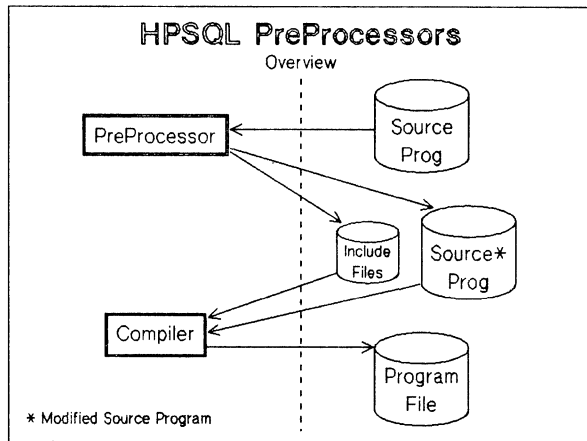 HPSQL PreProcessors
Overview
PreProcessor
Source
Prog
Include
Files
Source*
Prog
Compiler
Program
File
* Modified Source Program